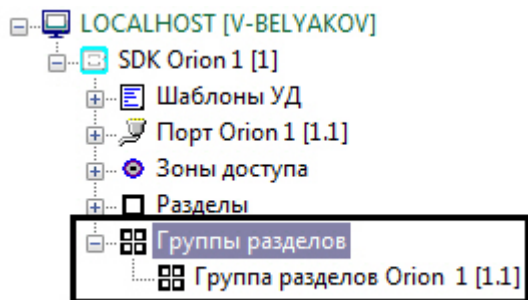 LOCALHOST [V-BELYAKOV]
SDK Orion 1 [1]
Шаблоны УД
Порт Orion 1 [1.1]
Зоны доступа
Разделы
Группы разделов
Группа разделов Orion 1 [1.1]